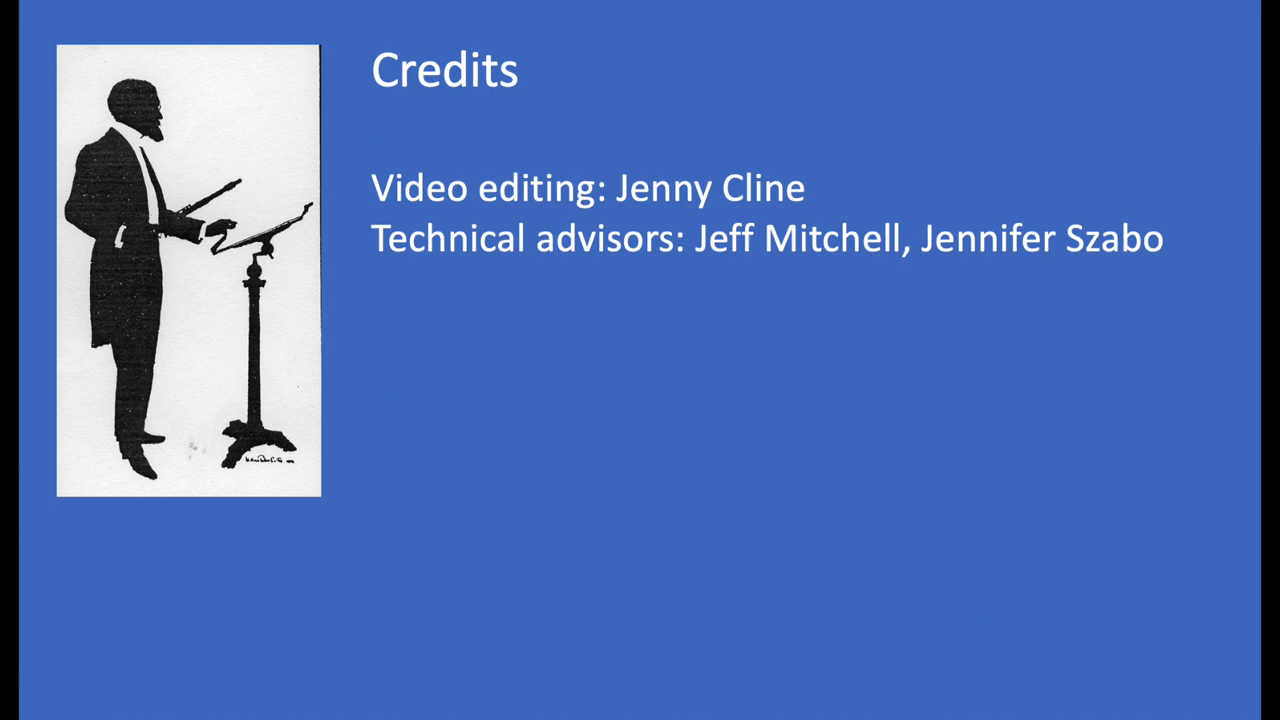 Credits
Video editing: Jenny Cline
Technical advisors: Jeff Mitchell, Jennifer Szabo